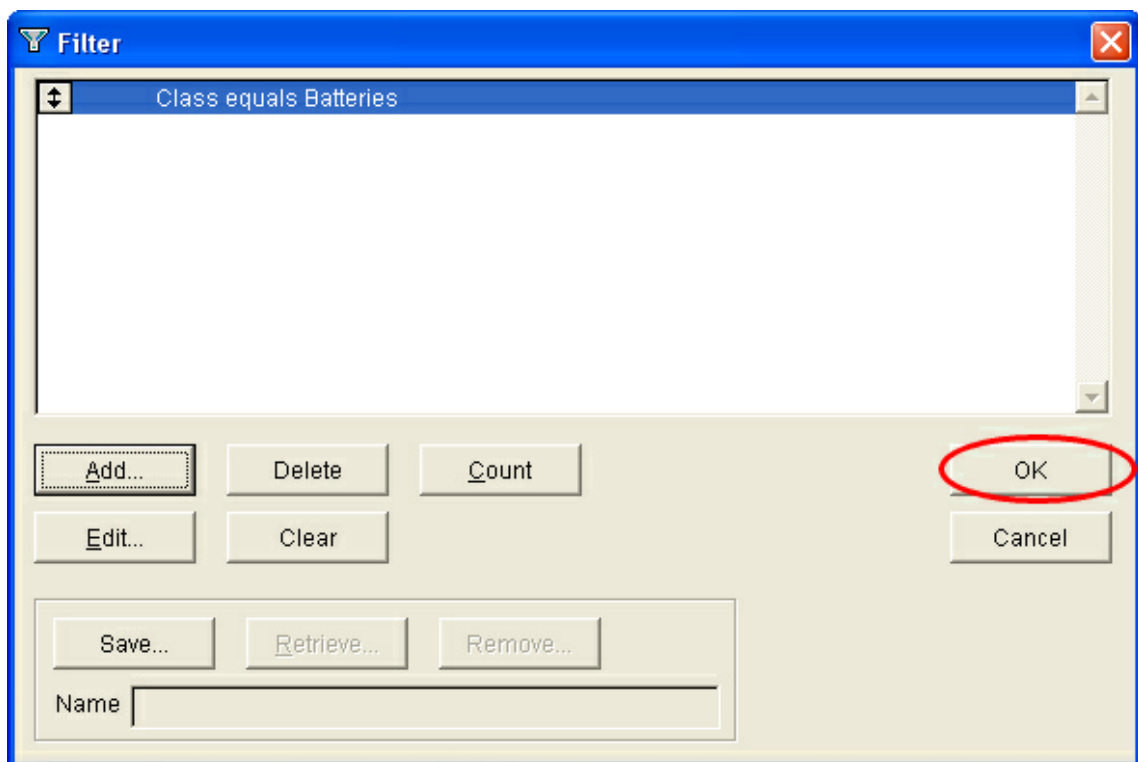 Filter
Class equals Batteries
Add... Delete Count OK
Edit... Clear Cancel
Save... Retrieve... Remove...
Name